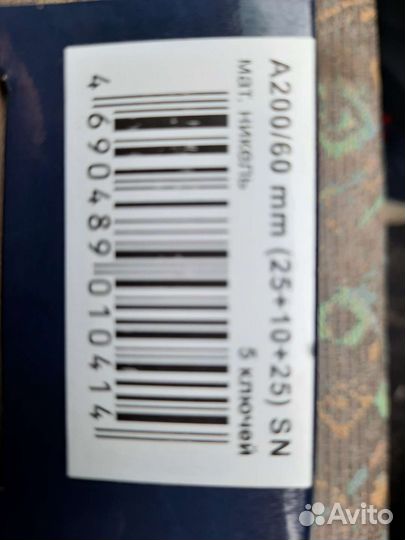 A200/60 mm (25+10+25) SN
мат. никель
5 ключей
4690489010414
Avito